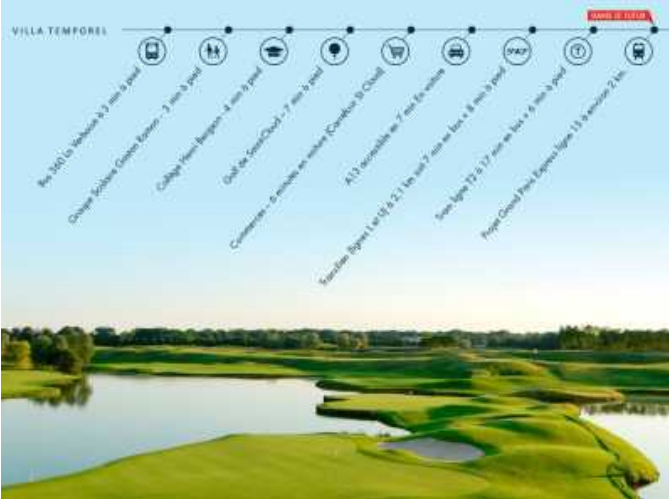 DANS LE FUTUR
VILLA TEMPOREL
SNCF
T
Bus 360 La Verboise à 3 min à pied
Groupe Scolaire Gaston Ramon – 3 min à pied
Collège Henri Bergson – 4 min à pied
Golf de Saint-Cloud – 7 min à pied
Commerces – 6 minutes en voiture (Carrefour St Cloud)
A13 accessible en 7 min En voiture
Transilien (lignes L et U) à 2,1 km soit 7 min en bus + 8 min à pied
Tram ligne T2 à 17 min en bus + 6 min à pied
Projet Grand Paris Express ligne 15 à environ 2 km